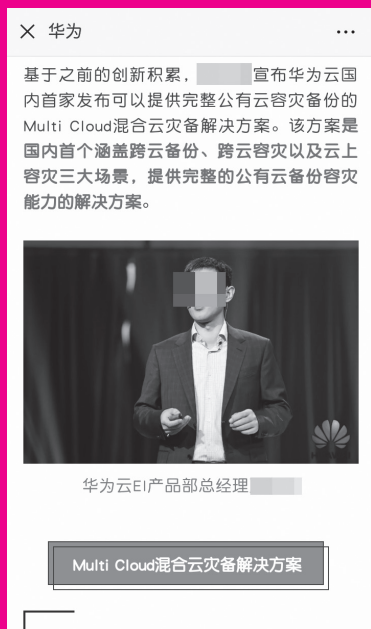 华为
基于之前的创新积累，宣布华为云国
内首家发布可以提供完整公有云容灾备份的
Multi Cloud混合云灾备解决方案。该方案是
国内首个涵盖跨云备份、跨云容灾以及云上
容灾三大场景，提供完整的公有云备份容灾
能力的解决方案。
华为云EI产品部总经理
Multi Cloud混合云灾备解决方案